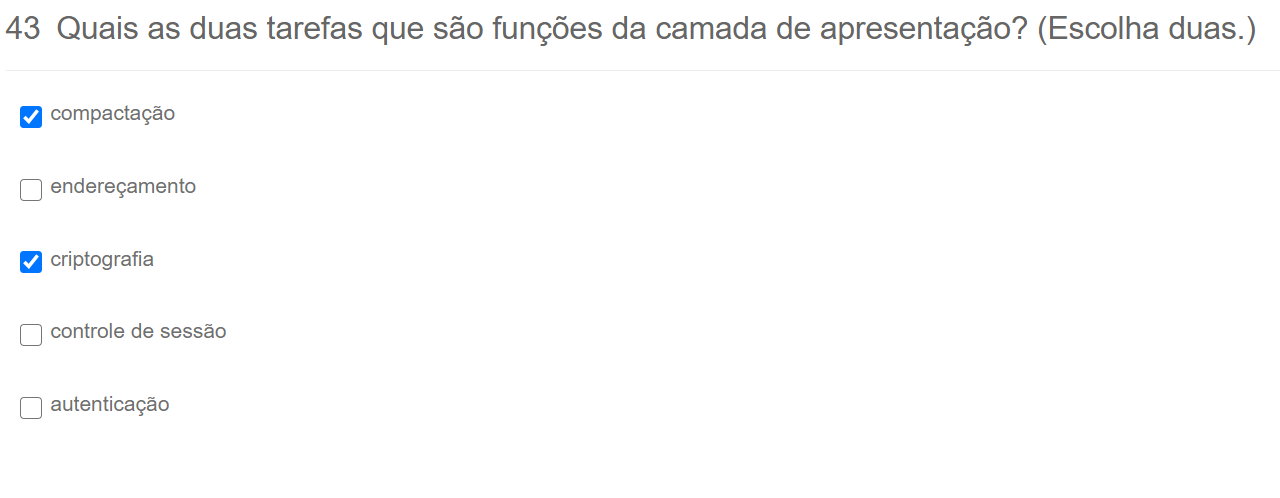 43 Quais as duas tarefas que são funções da camada de apresentação? (Escolha duas.)
compactação
endereçamento
criptografia
controle de sessão
autenticação